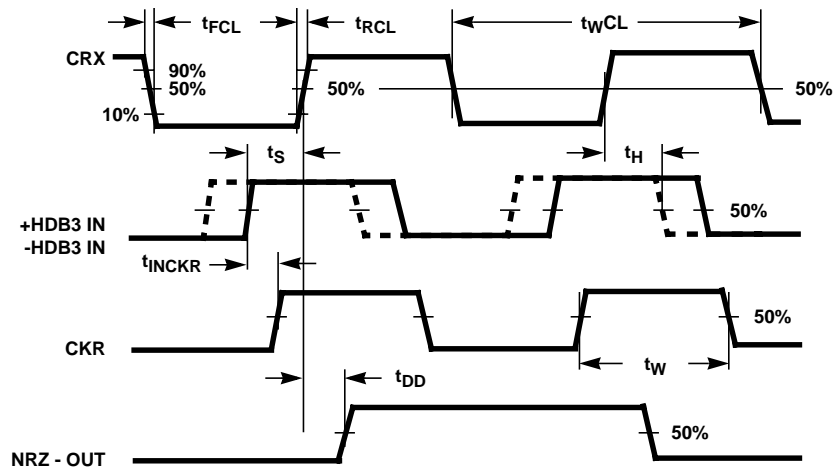 tFCL tRCL tWCL
CRX
90%
50% 50% 50%
10%
tS tH
+HDB3 IN
-HDB3 IN
50%
tINCKR
50%
CKR
tW
tDD
50%
NRZ - OUT